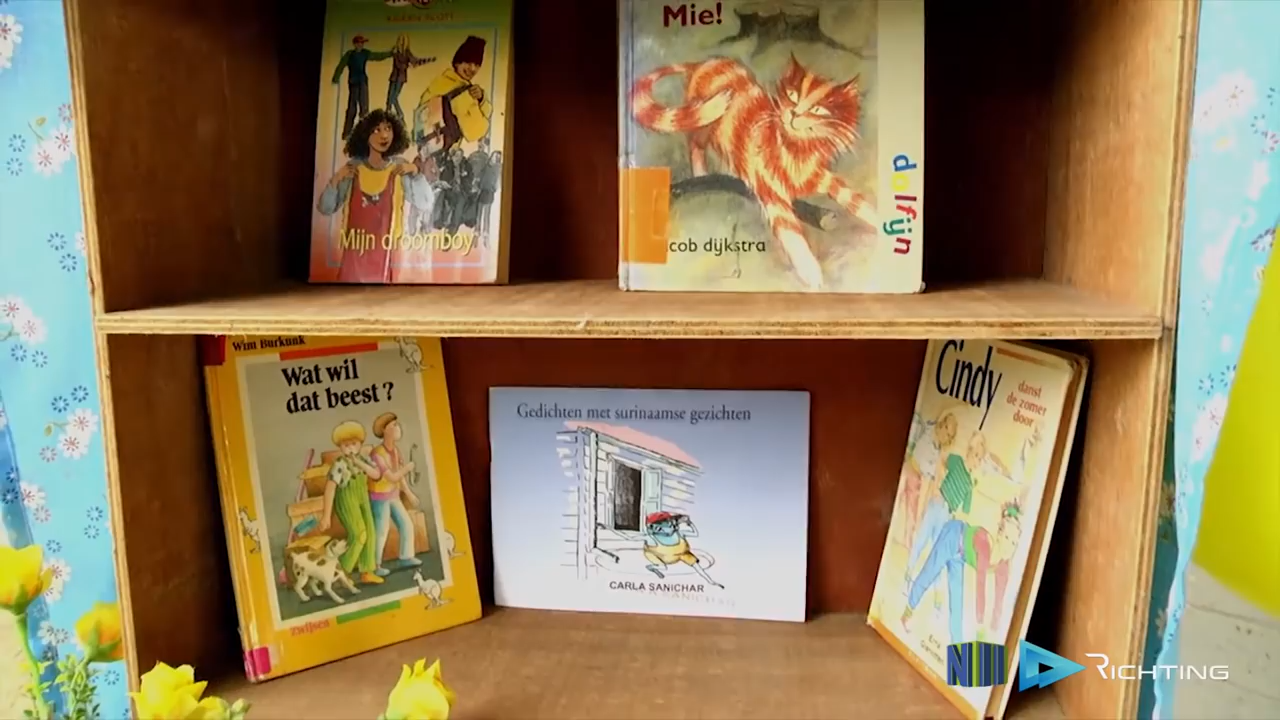 Mijn droomboy
Mie!
cob dijkstra
dolfijn
Wim Burkunk
Wat wil
dat beest?
Zwijsen
Gedichten met surinaamse gezichten
CARLA SANICHAR
Cindy
danst
de zomer
door
RICHTING